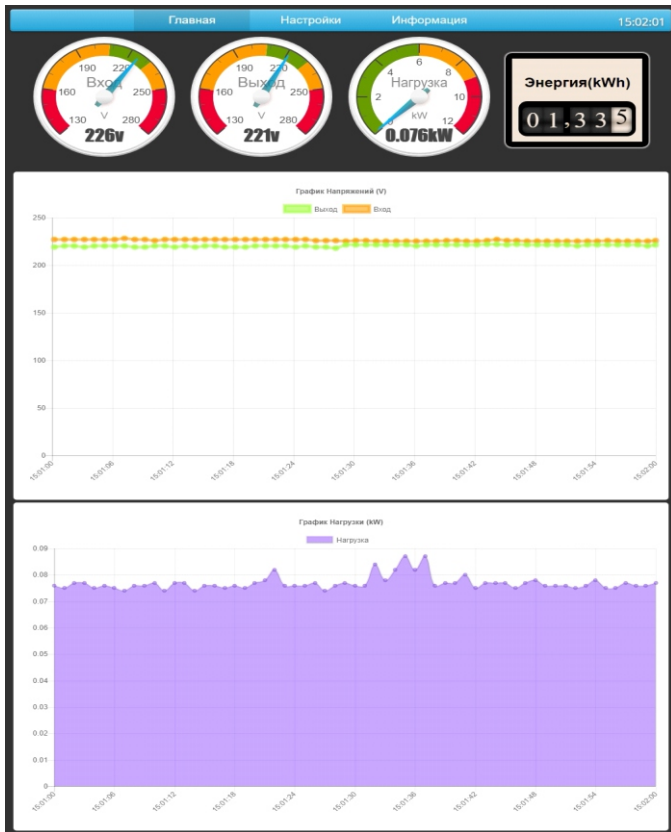 Главная Настройки Информация 15:02:01
130 160 190 220 250 280
Вход
V
226v
130 160 190 220 250 280
Выход
V
221v
0 2 4 6 8 10 12
Нагрузка
kW
0.076kW
Энергия(kWh)
01,335
График Напряжений (V)
Выход Вход
250
200
150
100
50
0
15:01:00 15:01:06 15:01:12 15:01:18 15:01:24 15:01:30 15:01:36 15:01:42 15:01:48 15:01:54 15:02:00
График Нагрузки (kW)
Нагрузка
0.09
0.08
0.07
0.06
0.05
0.04
0.03
0.02
0.01
0
15:01:00 15:01:06 15:01:12 15:01:18 15:01:24 15:01:30 15:01:36 15:01:42 15:01:48 15:01:54 15:02:00